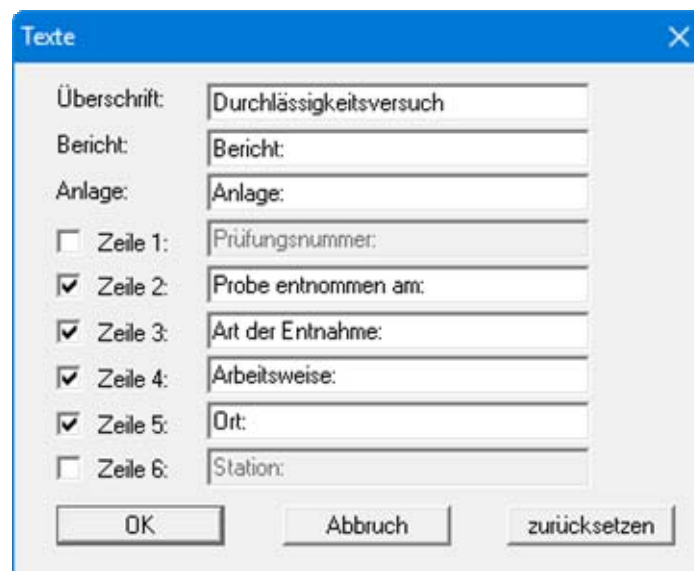 Texte
Überschrift: Durchlässigkeitsversuch
Bericht: Bericht:
Anlage: Anlage:
Zeile 1: Prüfungsnummer:
Zeile 2: Probe entnommen am:
Zeile 3: Art der Entnahme:
Zeile 4: Arbeitsweise:
Zeile 5: Ort:
Zeile 6: Station:
OK Abbruch zurücksetzen